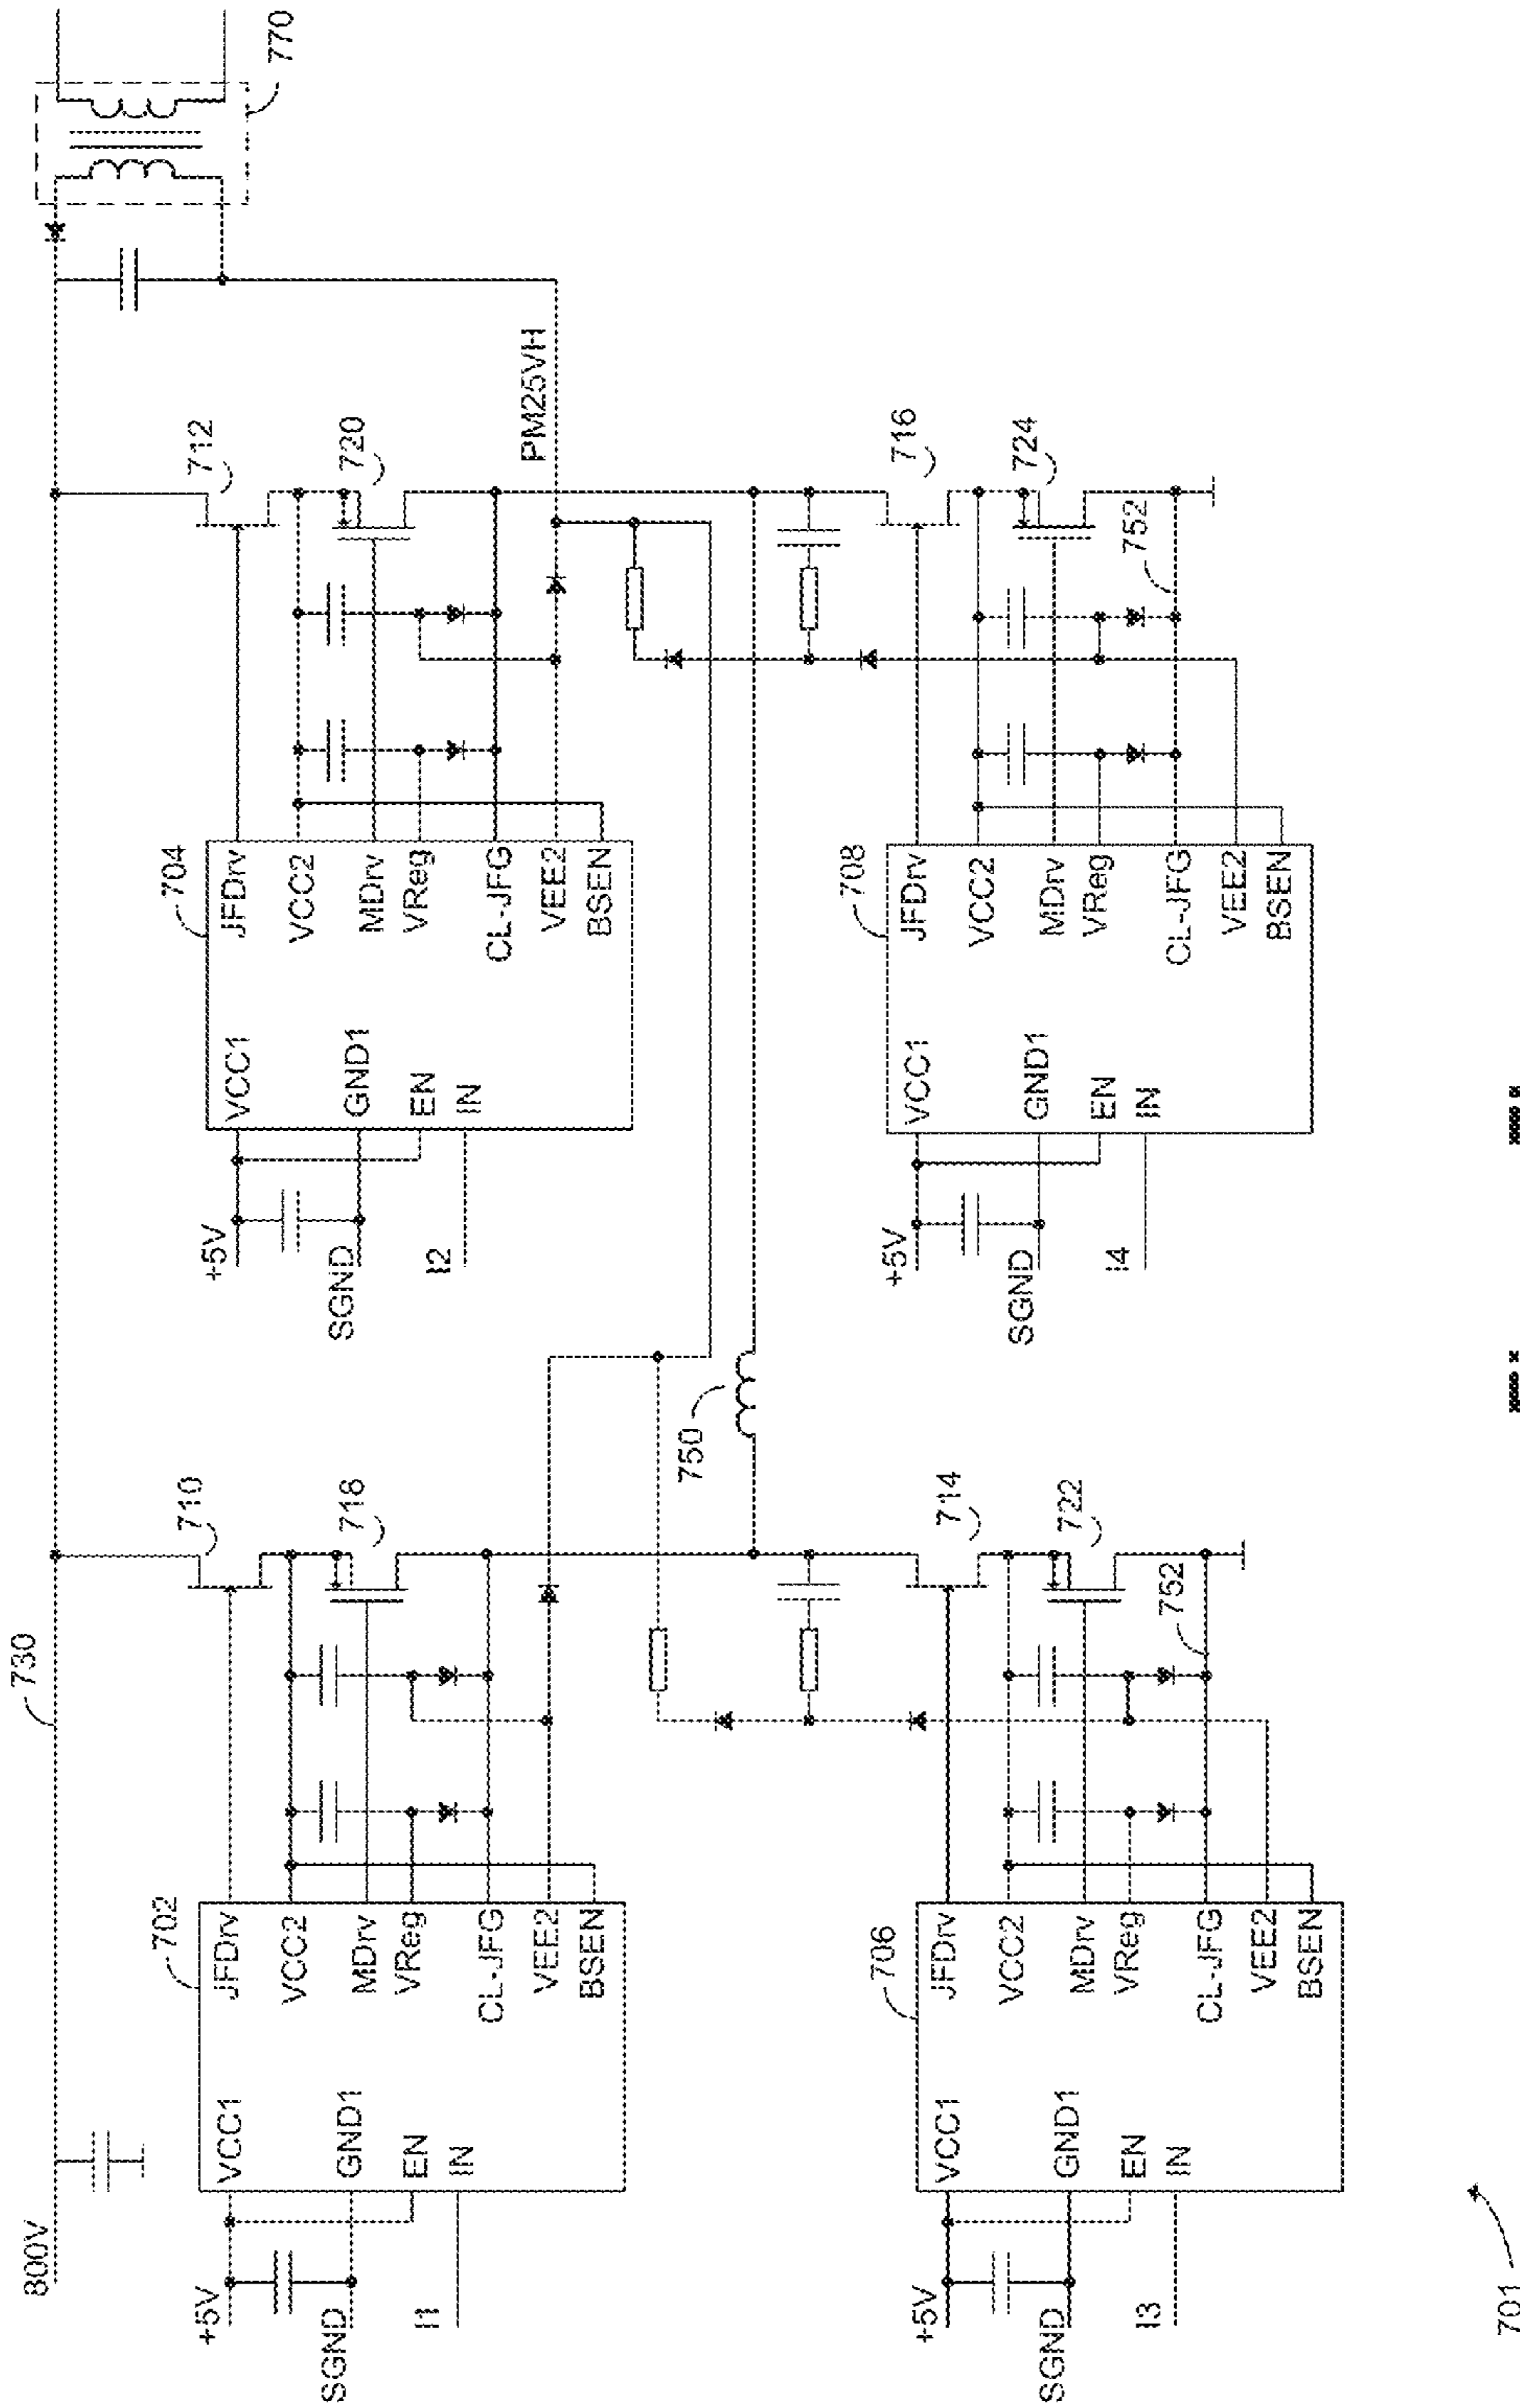 800V
730
770
+5V
SGND
I1
VCC1
GND1
EN
IN
702
JFDrv
VCC2
MDrv
VReg
CL-JFG
VEE2
BSEN
710
718
+5V
SGND
I2
VCC1
GND1
EN
IN
704
JFDrv
VCC2
MDrv
VReg
CL-JFG
VEE2
BSEN
712
720
PM25VH
750
+5V
SGND
I3
VCC1
GND1
EN
IN
706
JFDrv
VCC2
MDrv
VReg
CL-JFG
VEE2
BSEN
714
722
752
+5V
SGND
I4
VCC1
GND1
EN
IN
708
JFDrv
VCC2
MDrv
VReg
CL-JFG
VEE2
BSEN
716
724
752
701